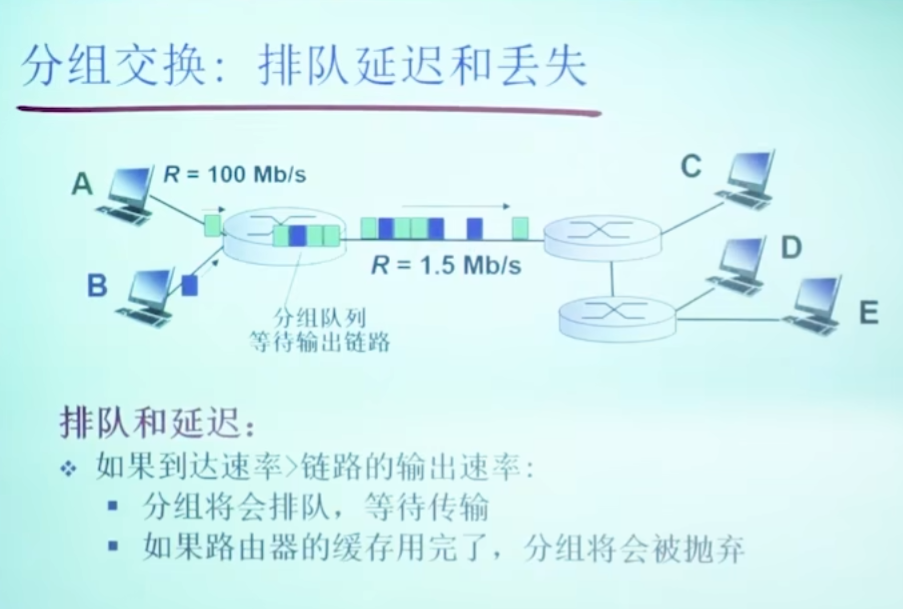 分组交换：排队延迟和丢失
A
R = 100 Mb/s
C
B
R = 1.5 Mb/s
D
E
分组队列
等待输出链路
排队和延迟：
❖ 如果到达速率>链路的输出速率:
▪ 分组将会排队，等待传输
▪ 如果路由器的缓存用完了，分组将会被抛弃